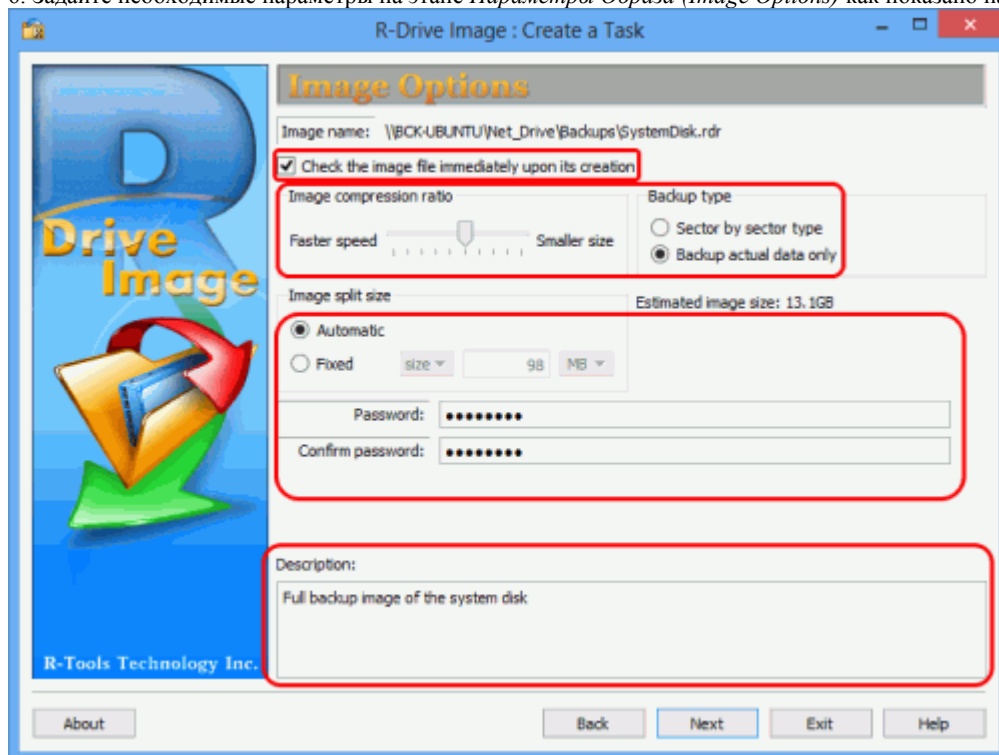 6. Задайте необходимые параметры на этапе Параметры Образа (Image Options) как показано
R-Drive Image : Create a Task
Image Options
Image name: \\BCK-UBUNTU\Net_Drive\Backups\SystemDisk.rdr
Check the image file immediately upon its creation
Image compression ratio
Backup type
Faster speed
Smaller size
Sector by sector type
Backup actual data only
Image split size
Estimated image size: 13.1GB
Automatic
Fixed size 98 MB
Password: ●●●●●●●●
Confirm password: ●●●●●●●●
Description:
Full backup image of the system disk
R
Drive
Image
R-Tools Technology Inc.
About
Back
Next
Exit
Help